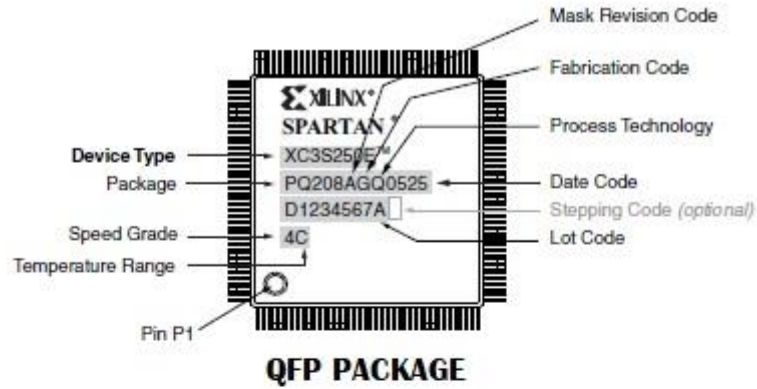 Mask Revision Code
Fabrication Code
Process Technology
Date Code
Stepping Code (optional)
Lot Code
XILINX®
SPARTAN®
Device Type
XC3S250E™
Package
PQ208AGQ0525
D1234567A
Speed Grade
4C
Temperature Range
Pin P1
QFP PACKAGE